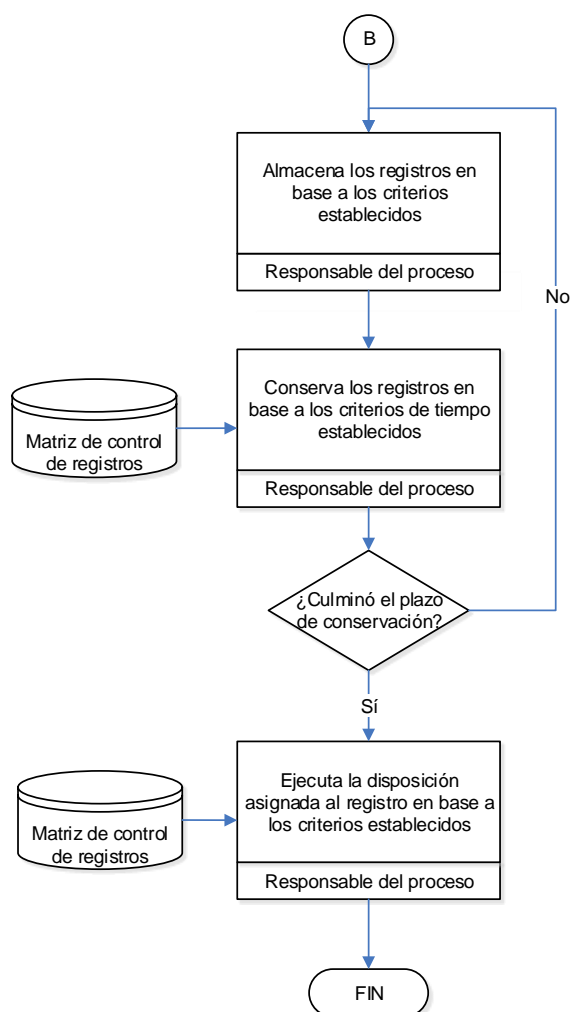 B
Almacena los registros en
base a los criterios
establecidos
Responsable del proceso
No
Conserva los registros en
base a los criterios de tiempo
establecidos
Responsable del proceso
Matriz de control
de registros
¿Culminó el plazo
de conservación?
Sí
Ejecuta la disposición
asignada al registro en base a
los criterios establecidos
Responsable del proceso
Matriz de control
de registros
FIN